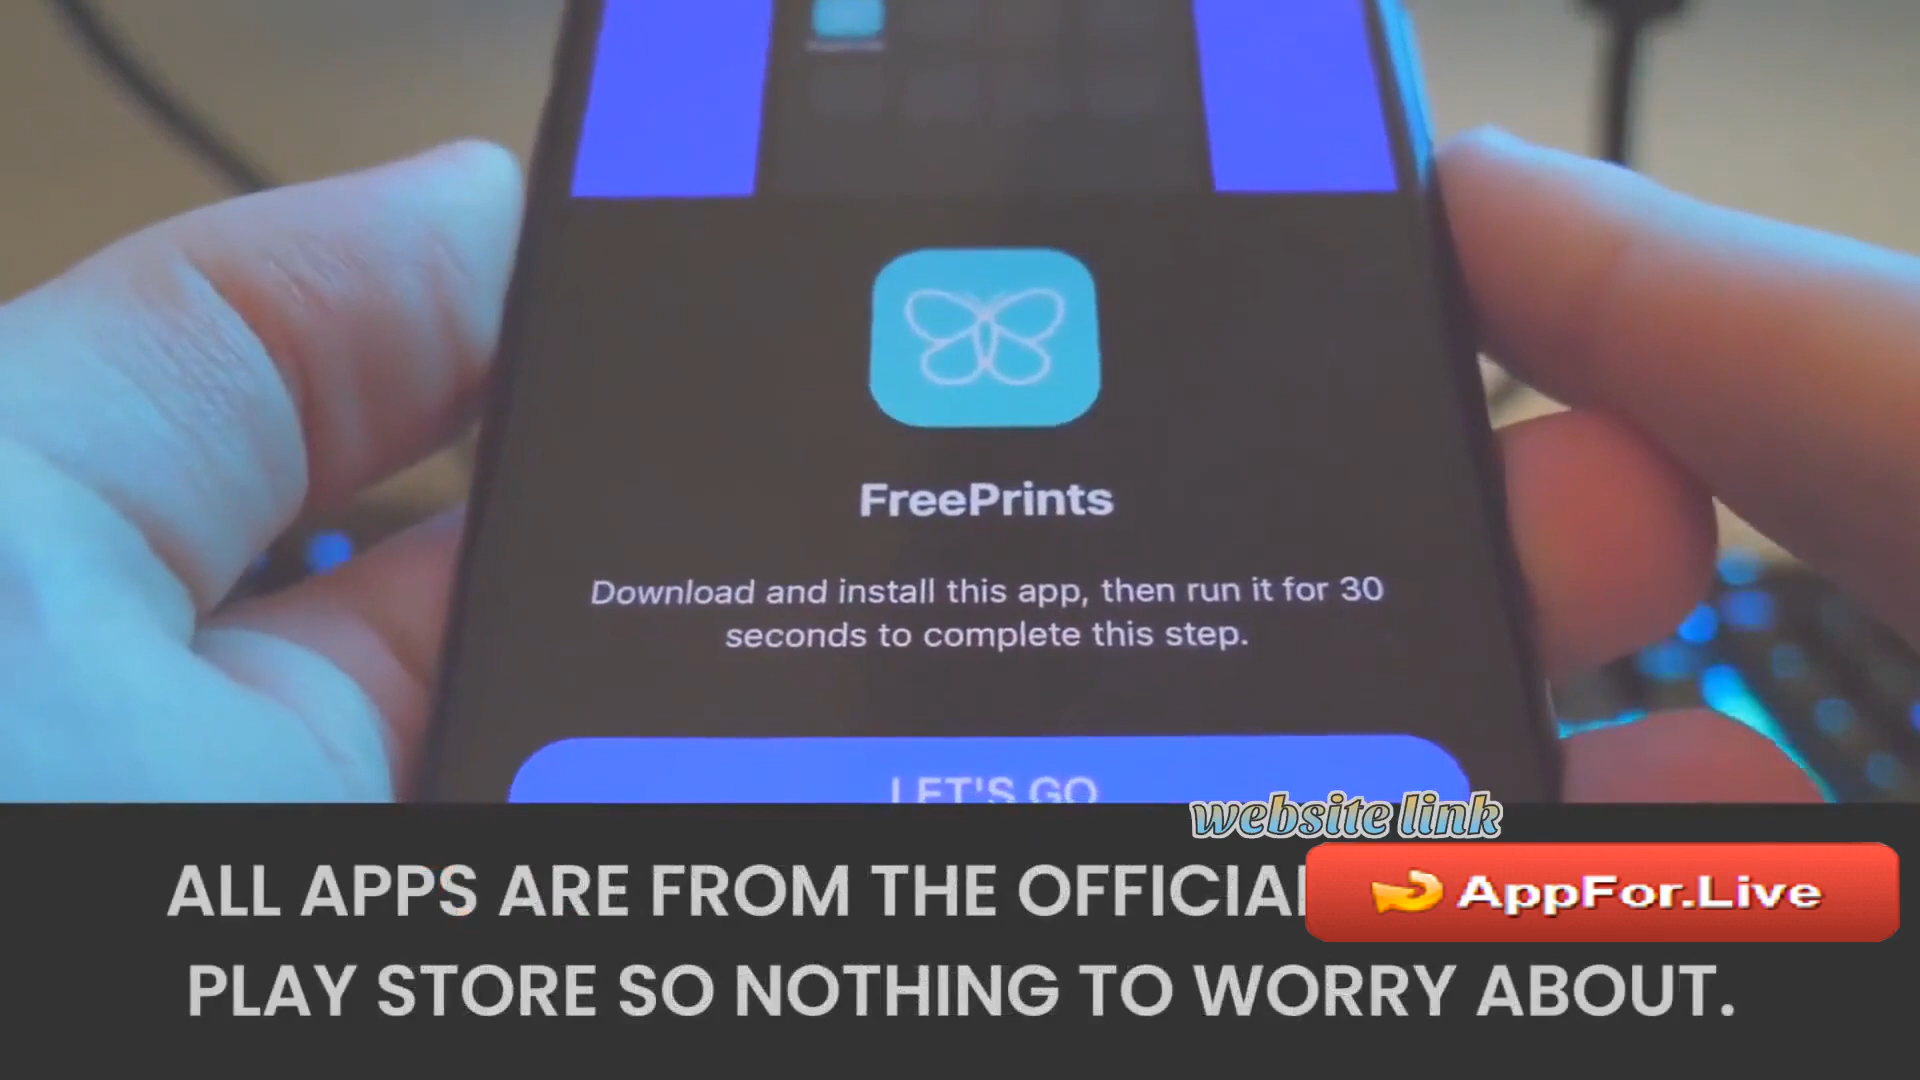 FreePrints
Download and install this app, then run it for 30
seconds to complete this step.
LET'S GO
website link
ALL APPS ARE FROM THE OFFICIAL
AppFor.Live
PLAY STORE SO NOTHING TO WORRY ABOUT.